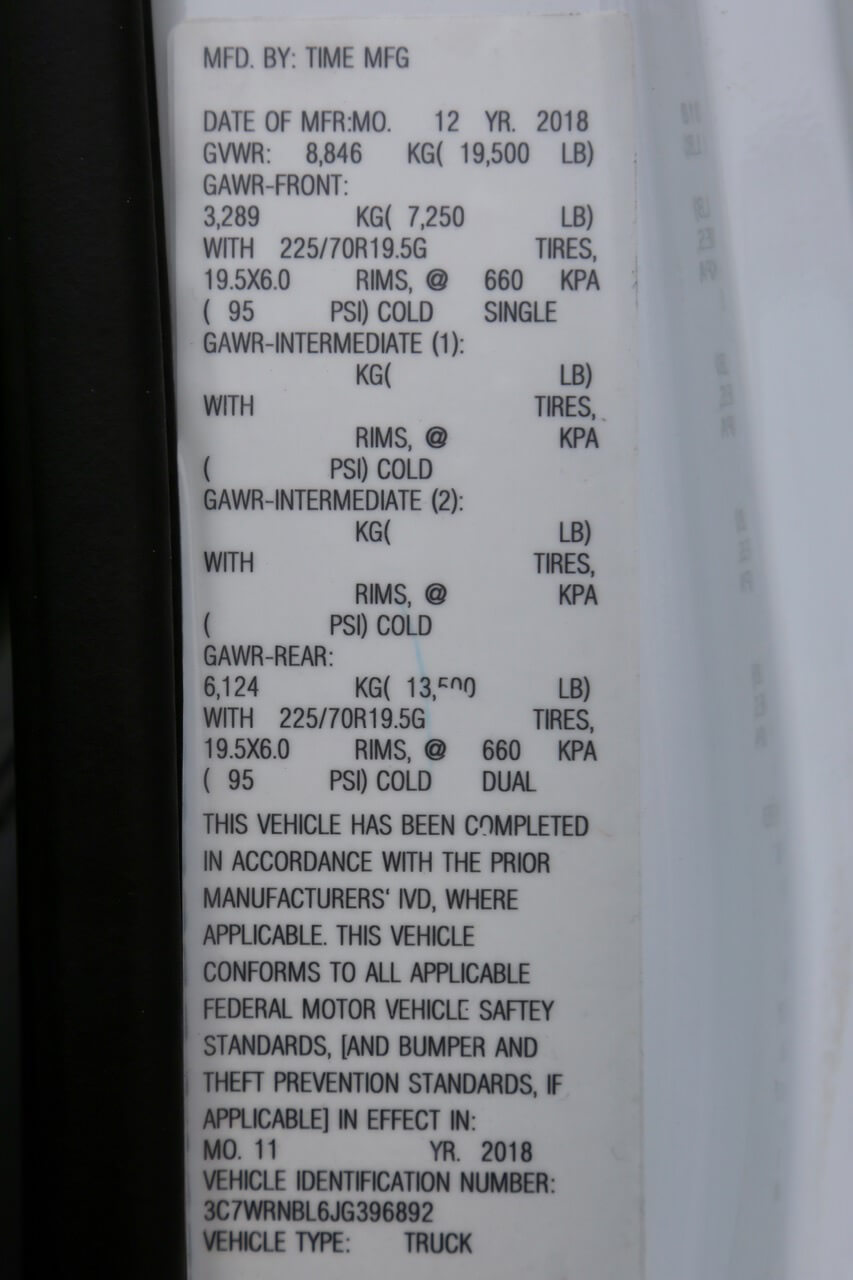 MFD. BY: TIME MFG
DATE OF MFR:MO. 12 YR. 2018
GVWR: 8,846 KG( 19,500 LB)
GAWR-FRONT:
3,289 KG( 7,250 LB)
WITH 225/70R19.5G TIRES,
19.5X6.0 RIMS, @ 660 KPA
( 95 PSI) COLD SINGLE
GAWR-INTERMEDIATE (1):
KG( LB)
WITH TIRES,
RIMS, @ KPA
( PSI) COLD
GAWR-INTERMEDIATE (2):
KG( LB)
WITH TIRES,
RIMS, @ KPA
( PSI) COLD
GAWR-REAR:
6,124 KG( 13,500 LB)
WITH 225/70R19.5G TIRES,
19.5X6.0 RIMS, @ 660 KPA
( 95 PSI) COLD DUAL
THIS VEHICLE HAS BEEN COMPLETED
IN ACCORDANCE WITH THE PRIOR
MANUFACTURERS' IVD, WHERE
APPLICABLE. THIS VEHICLE
CONFORMS TO ALL APPLICABLE
FEDERAL MOTOR VEHICLE SAFTEY
STANDARDS, [AND BUMPER AND
THEFT PREVENTION STANDARDS, IF
APPLICABLE] IN EFFECT IN:
MO. 11 YR. 2018
VEHICLE IDENTIFICATION NUMBER:
3C7WRNBL6JG396892
VEHICLE TYPE: TRUCK